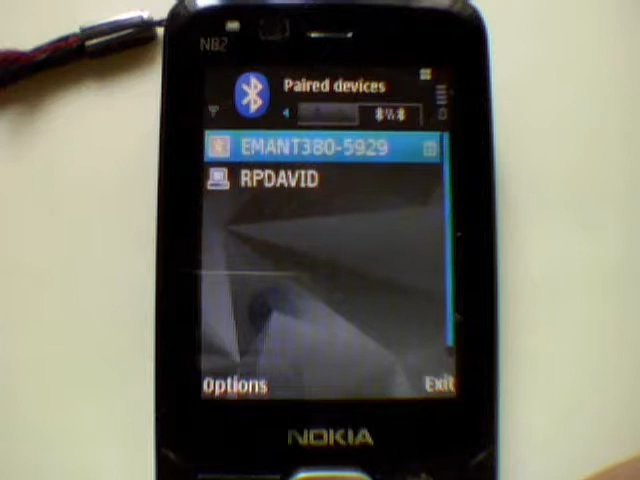 N82
Paired devices
EMANT380-5929
RPDAVID
Options
Exit
NOKIA